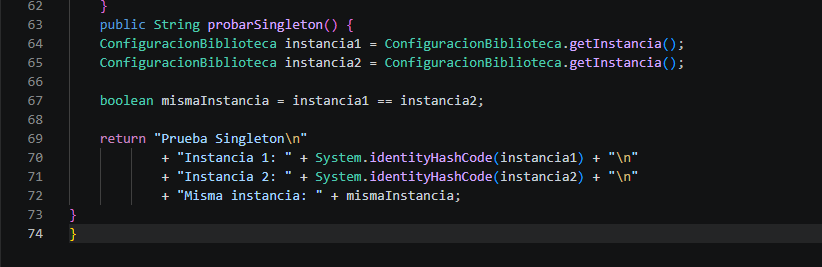 62 }
63 public String probarSingleton() {
64 ConfiguracionBiblioteca instancia1 = ConfiguracionBiblioteca.getInstancia();
65 ConfiguracionBiblioteca instancia2 = ConfiguracionBiblioteca.getInstancia();
66
67 boolean mismaInstancia = instancia1 == instancia2;
68
69 return "Prueba Singleton\n"
70 + "Instancia 1: " + System.identityHashCode(instancia1) + "\n"
71 + "Instancia 2: " + System.identityHashCode(instancia2) + "\n"
72 + "Misma instancia: " + mismaInstancia;
73 }
74 }